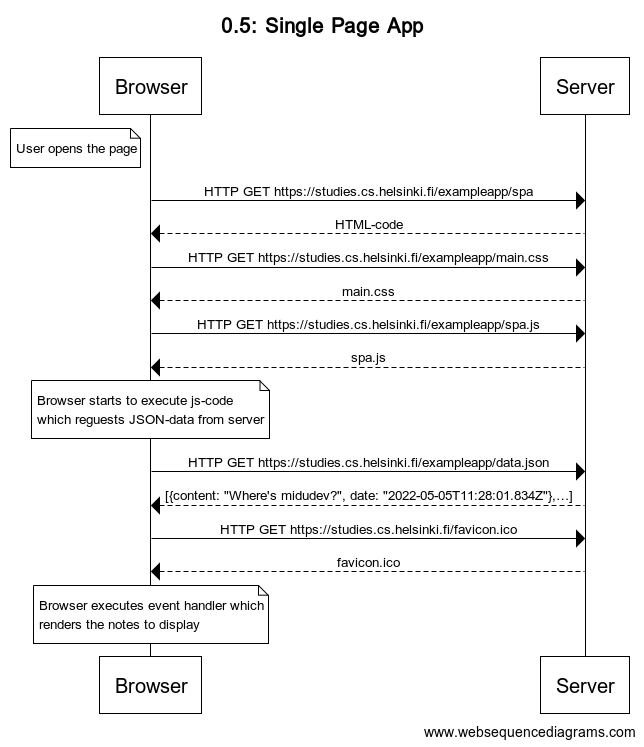 0.5: Single Page App
Browser
Server
User opens the page
HTTP GET https://studies.cs.helsinki.fi/exampleapp/spa
HTML-code
HTTP GET https://studies.cs.helsinki.fi/exampleapp/main.css
main.css
HTTP GET https://studies.cs.helsinki.fi/exampleapp/spa.js
spa.js
Browser starts to execute js-code
which reguests JSON-data from server
HTTP GET https://studies.cs.helsinki.fi/exampleapp/data.json
[{content: "Where's midudev?", date: "2022-05-05T11:28:01.834Z"},...]
HTTP GET https://studies.cs.helsinki.fi/favicon.ico
favicon.ico
Browser executes event handler which
renders the notes to display
Browser
Server
www.websequencediagrams.com